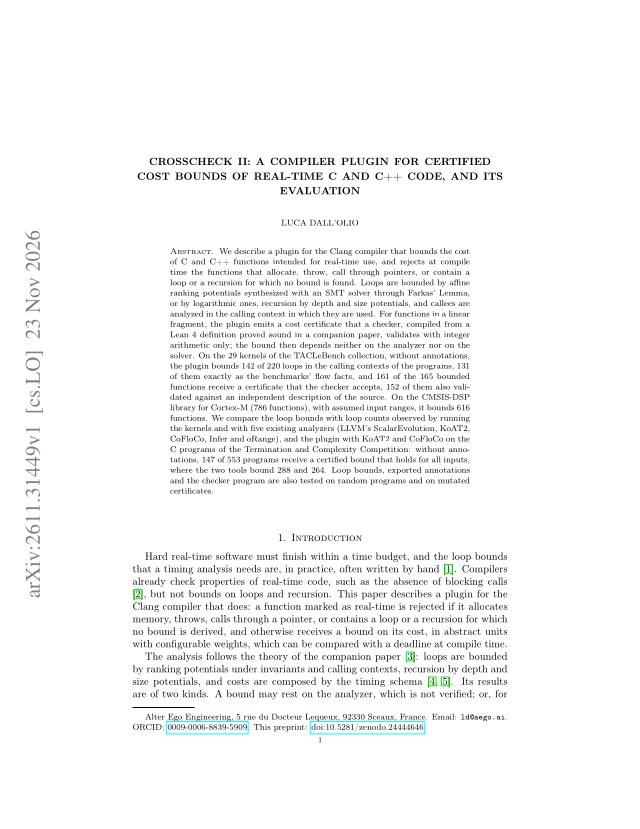 arXiv:2611.31449v1 [cs.LO] 23 Nov 2026
CROSSCHECK II: A COMPILER PLUGIN FOR CERTIFIED
COST BOUNDS OF REAL-TIME C AND C++ CODE, AND ITS
EVALUATION
LUCA DALL'OLIO
Abstract. We describe a plugin for the Clang compiler that bounds the cost
of C and C++ functions intended for real-time use, and rejects at compile
time the functions that allocate, throw, call through pointers, or contain a
loop or a recursion for which no bound is found. Loops are bounded by affine
ranking potentials synthesized with an SMT solver through Farkas' Lemma,
or by logarithmic ones, recursion by depth and size potentials, and callees are
analyzed in the calling context in which they are used. For functions in a linear
fragment, the plugin emits a cost certificate that a checker, compiled from a
Lean 4 definition proved sound in a companion paper, validates with integer
arithmetic only; the bound then depends neither on the analyzer nor on the
solver. On the 29 kernels of the TACLeBench collection, without annotations,
the plugin bounds 142 of 220 loops in the calling contexts of the programs, 131
of them exactly as the benchmarks' flow facts, and 161 of the 165 bounded
functions receive a certificate that the checker accepts, 152 of them also vali-
dated against an independent description of the source. On the CMSIS-DSP
library for Cortex-M (786 functions), with assumed input ranges, it bounds 616
functions. We compare the loop bounds with loop counts observed by running
the kernels and with five existing analyzers (LLVM's ScalarEvolution, KoAT2,
CoFloCo, Infer and oRange), and the plugin with KoAT2 and CoFloCo on the
C programs of the Termination and Complexity Competition: without anno-
tations, 147 of 553 programs receive a certified bound that holds for all inputs,
where the two tools bound 288 and 264. Loop bounds, exported annotations
and the checker program are also tested on random programs and on mutated
certificates.
1. Introduction
Hard real-time software must finish within a time budget, and the loop bounds
that a timing analysis needs are, in practice, often written by hand [1]. Compilers
already check properties of real-time code, such as the absence of blocking calls
[2], but not bounds on loops and recursion. This paper describes a plugin for the
Clang compiler that does: a function marked as real-time is rejected if it allocates
memory, throws, calls through a pointer, or contains a loop or a recursion for which
no bound is derived, and otherwise receives a bound on its cost, in abstract units
with configurable weights, which can be compared with a deadline at compile time.
The analysis follows the theory of the companion paper [3]: loops are bounded
by ranking potentials under invariants and calling contexts, recursion by depth and
size potentials, and costs are composed by the timing schema [4, 5]. Its results
are of two kinds. A bound may rest on the analyzer, which is not verified; or, for
Alter Ego Engineering, 5 rue du Docteur Lequeux, 92330 Sceaux, France. Email: ld@aego.ai.
ORCID: 0009-0006-8839-5909. This preprint: doi:10.5281/zenodo.24444646.
1